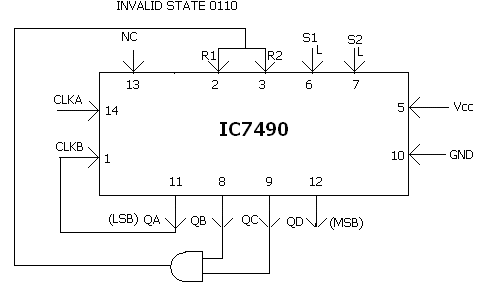 INVALID STATE 0110
NC
R1
R2
S1
L
S2
L
13
2
3
6
7
CLKA
14
5
Vcc
IC7490
CLKB
1
10
GND
11
8
9
12
(LSB) QA
QB
QC
QD
(MSB)